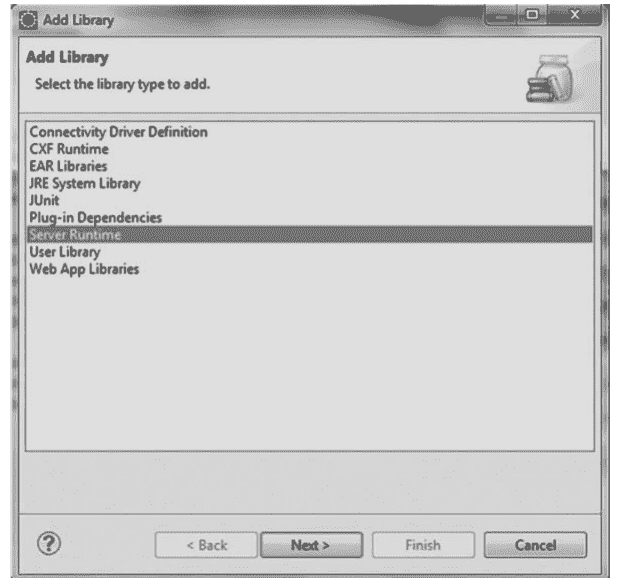 Add Library
Add Library
Select the library type to add.
Connectivity Driver Definition
CXF Runtime
EAR Libraries
JRE System Library
JUnit
Plug-in Dependencies
Server Runtime
User Library
Web App Libraries
?
< Back
Next >
Finish
Cancel